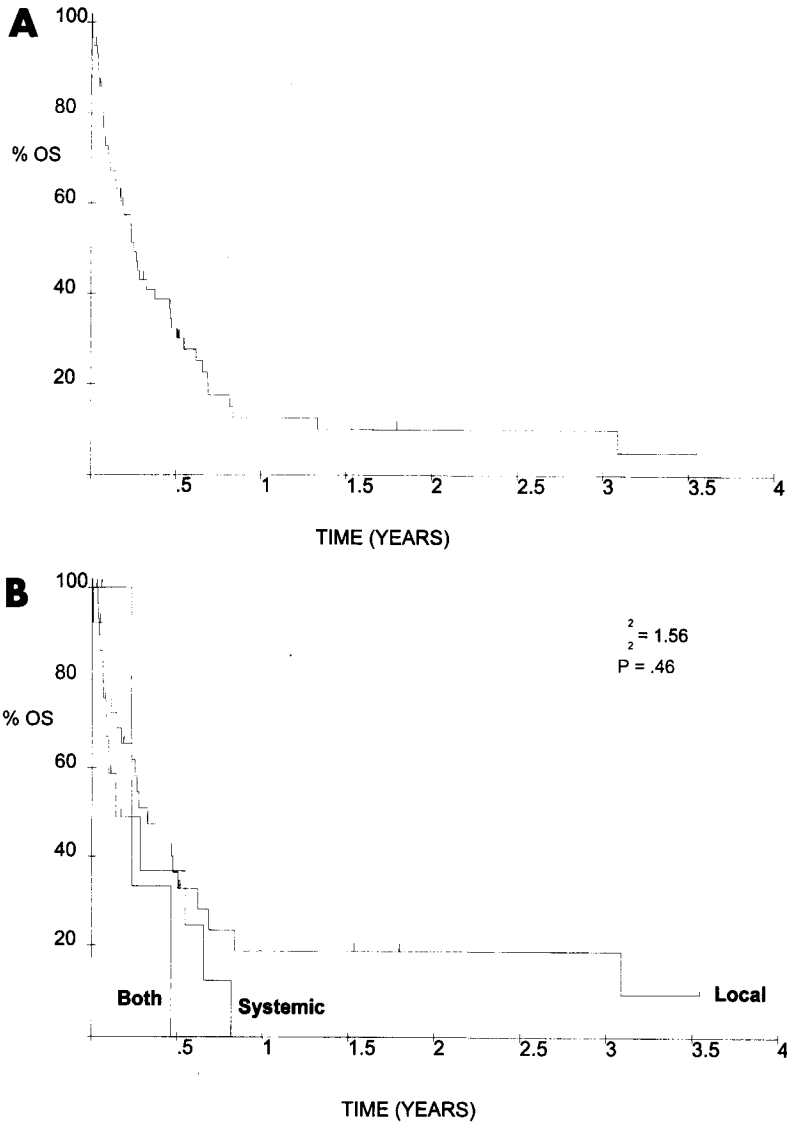 A
100
80
% OS
60
40
20
.5 1 1.5 2 2.5 3 3.5 4
TIME (YEARS)
B
100
2
2 = 1.56
P = .46
80
% OS
60
40
20
Both
Systemic
Local
.5 1 1.5 2 2.5 3 3.5 4
TIME (YEARS)